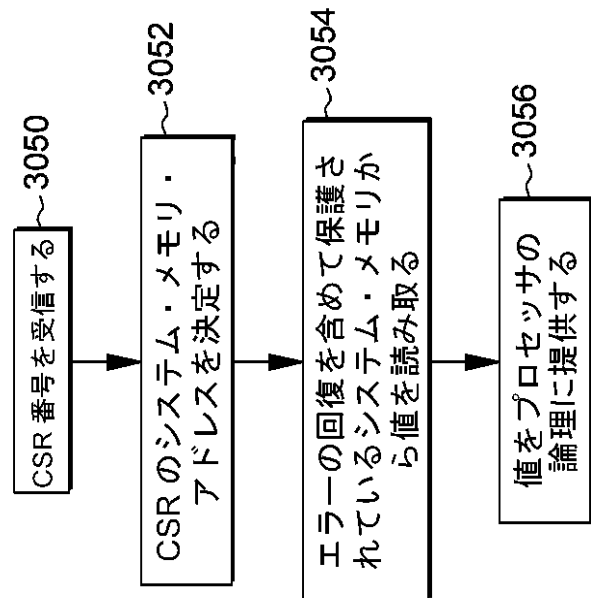 CSR 番号を受信する
3050
CSR のシステム・メモリ・
アドレスを決定する
3052
エラーの回復を含めて保護さ
れているシステム・メモリか
ら値を読み取る
3054
値をプロセッサの
論理に提供する
3056